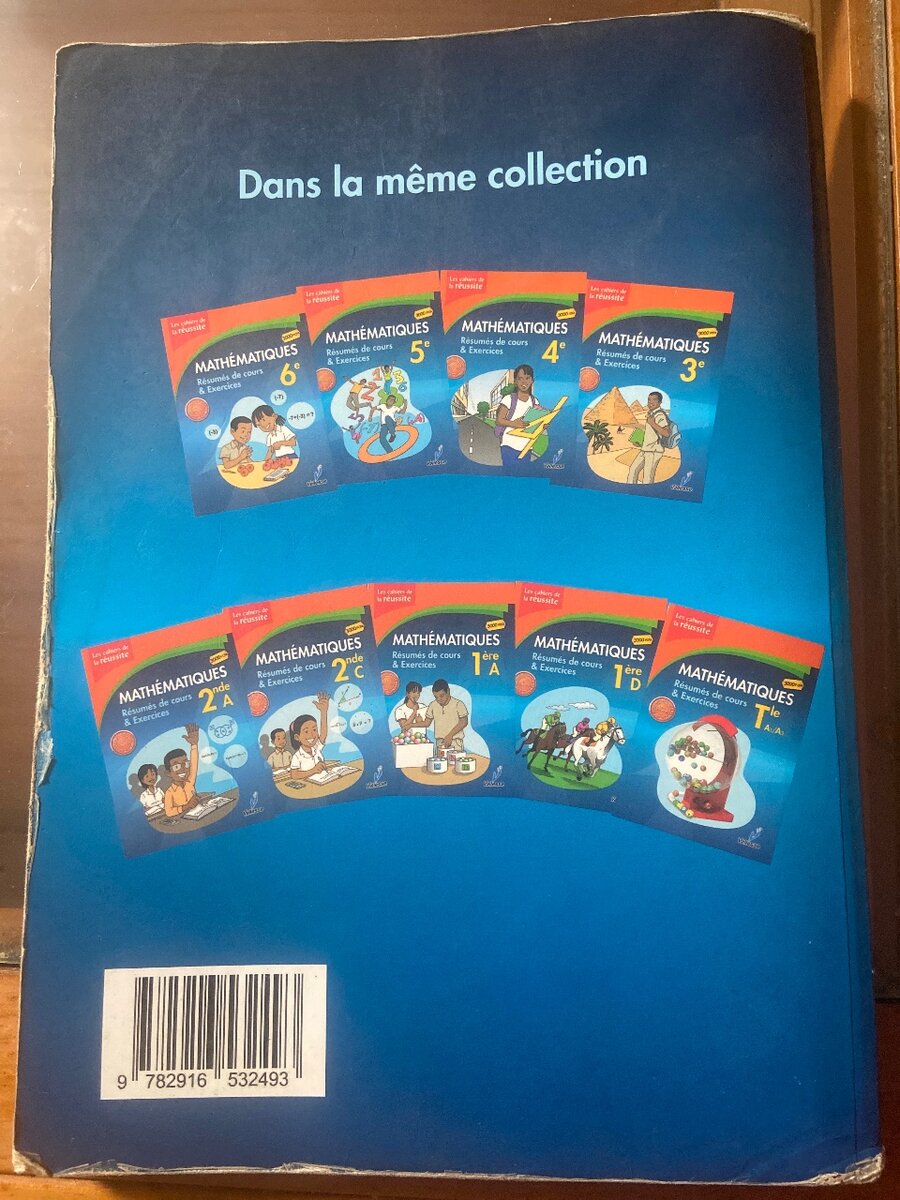 Dans la même collection
Les cahiers de
la réussite
MATHÉMATIQUES
Résumés de cours
& Exercices
6e
Les cahiers de
la réussite
MATHÉMATIQUES
Résumés de cours
& Exercices
5e
Les cahiers de
la réussite
3000 FCFA
MATHÉMATIQUES
Résumés de cours
& Exercices
4e
Les cahiers de
la réussite
MATHÉMATIQUES
Résumés de cours
& Exercices
3e
Les cahiers de
la réussite
MATHÉMATIQUES
Résumés de cours
& Exercices
2nde A
Les cahiers de
la réussite
MATHÉMATIQUES
Résumés de cours
& Exercices
2nde C
Les cahiers de
la réussite
MATHÉMATIQUES
Résumés de cours
& Exercices
1ère A
Les cahiers de
la réussite
MATHÉMATIQUES
Résumés de cours
& Exercices
1ère D
Les cahiers de
la réussite
MATHÉMATIQUES
Résumés de cours
& Exercices
Tle
9 782916 532493